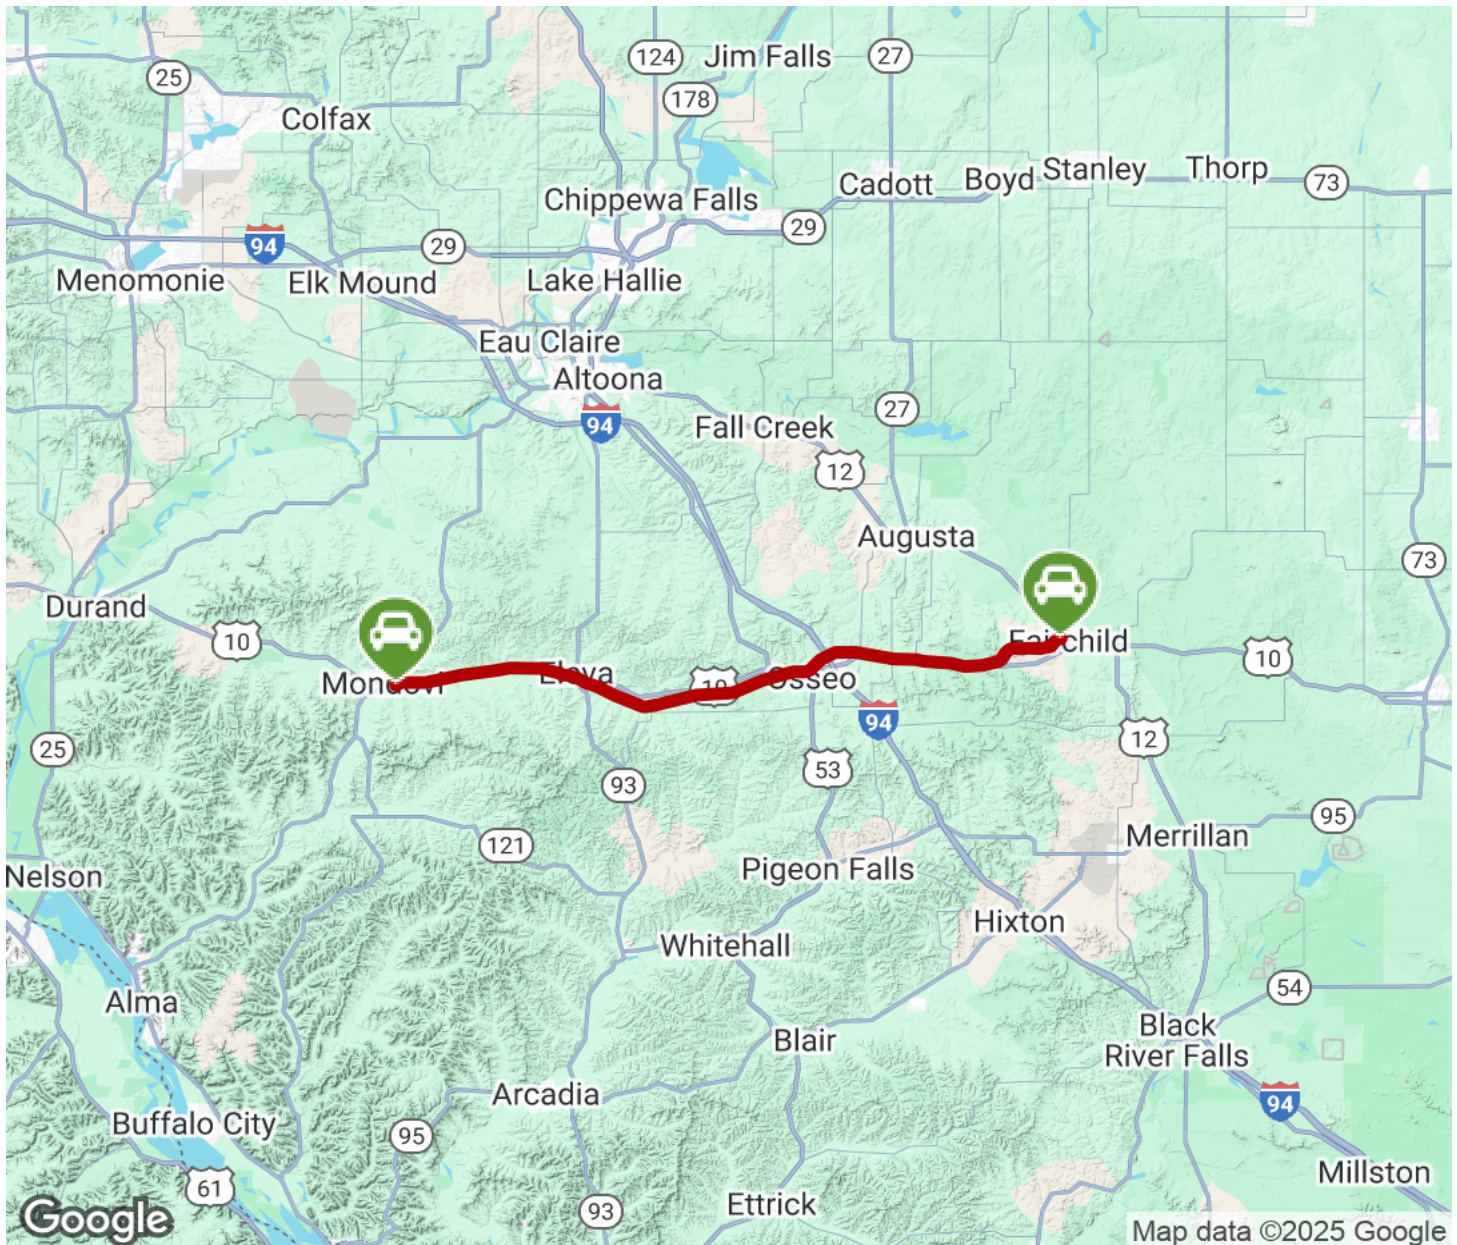 124
Jim Falls
27
25
178
Colfax
Cadott
Boyd
Stanley
Thorp
73
Chippewa Falls
29
94
29
Menomonie
Elk Mound
Lake Hallie
Eau Claire
Altoona
27
94
Fall Creek
12
Augusta
73
Durand
10
Fairchild
10
Mondovi
Eleva
10
Osseo
94
12
25
53
93
95
121
Merrillan
Pigeon Falls
Nelson
Hixton
Whitehall
54
Alma
Black
River Falls
Blair
Arcadia
94
Buffalo City
95
Millston
61
Ettrick
93
Google
Map data ©2025 Google